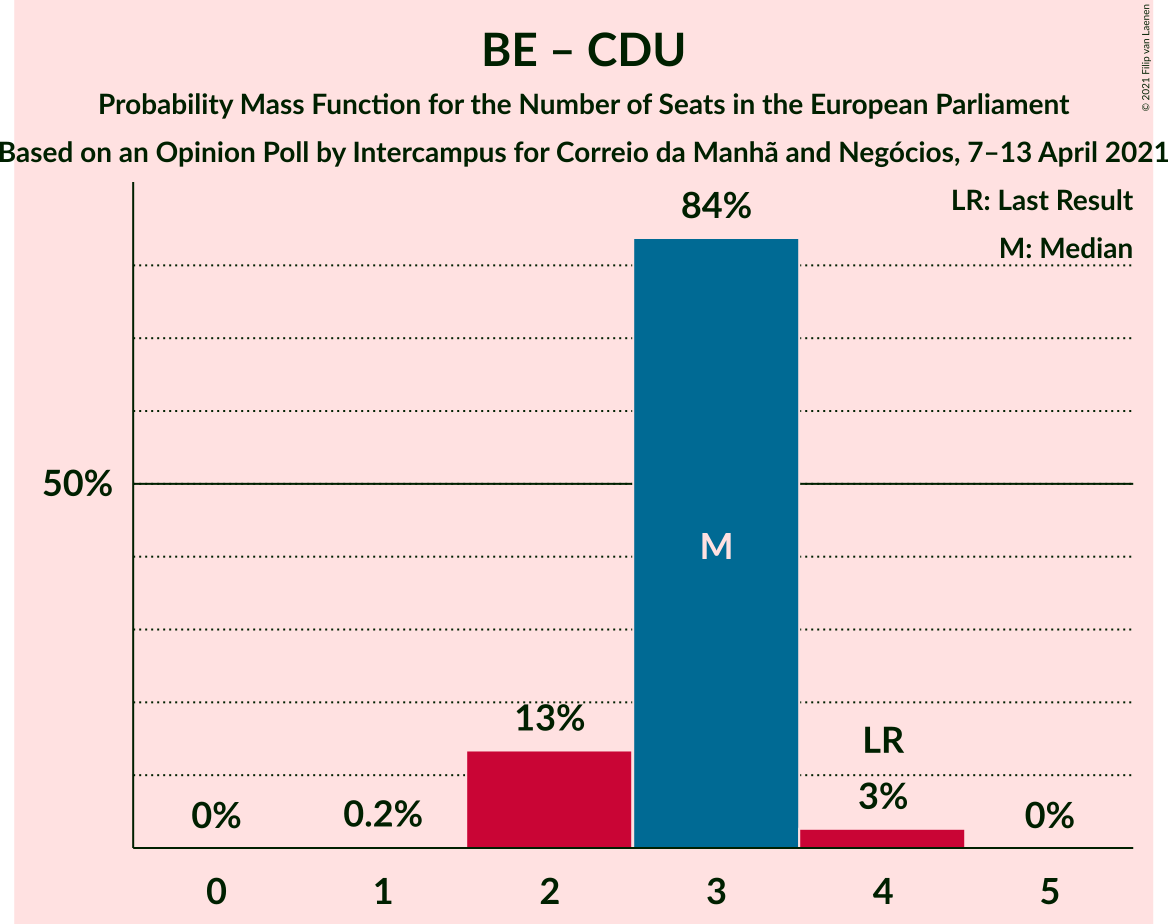 BE – CDU
Probability Mass Function for the Number of Seats in the European Parliament
Based on an Opinion Poll by Intercampus for Correio da Manhã and Negócios, 7–13 April 2021
© 2021 Filip van Laenen
LR: Last Result
M: Median
84%
50%
M
13%
LR
3%
0%
0.2%
0%
0
1
2
3
4
5